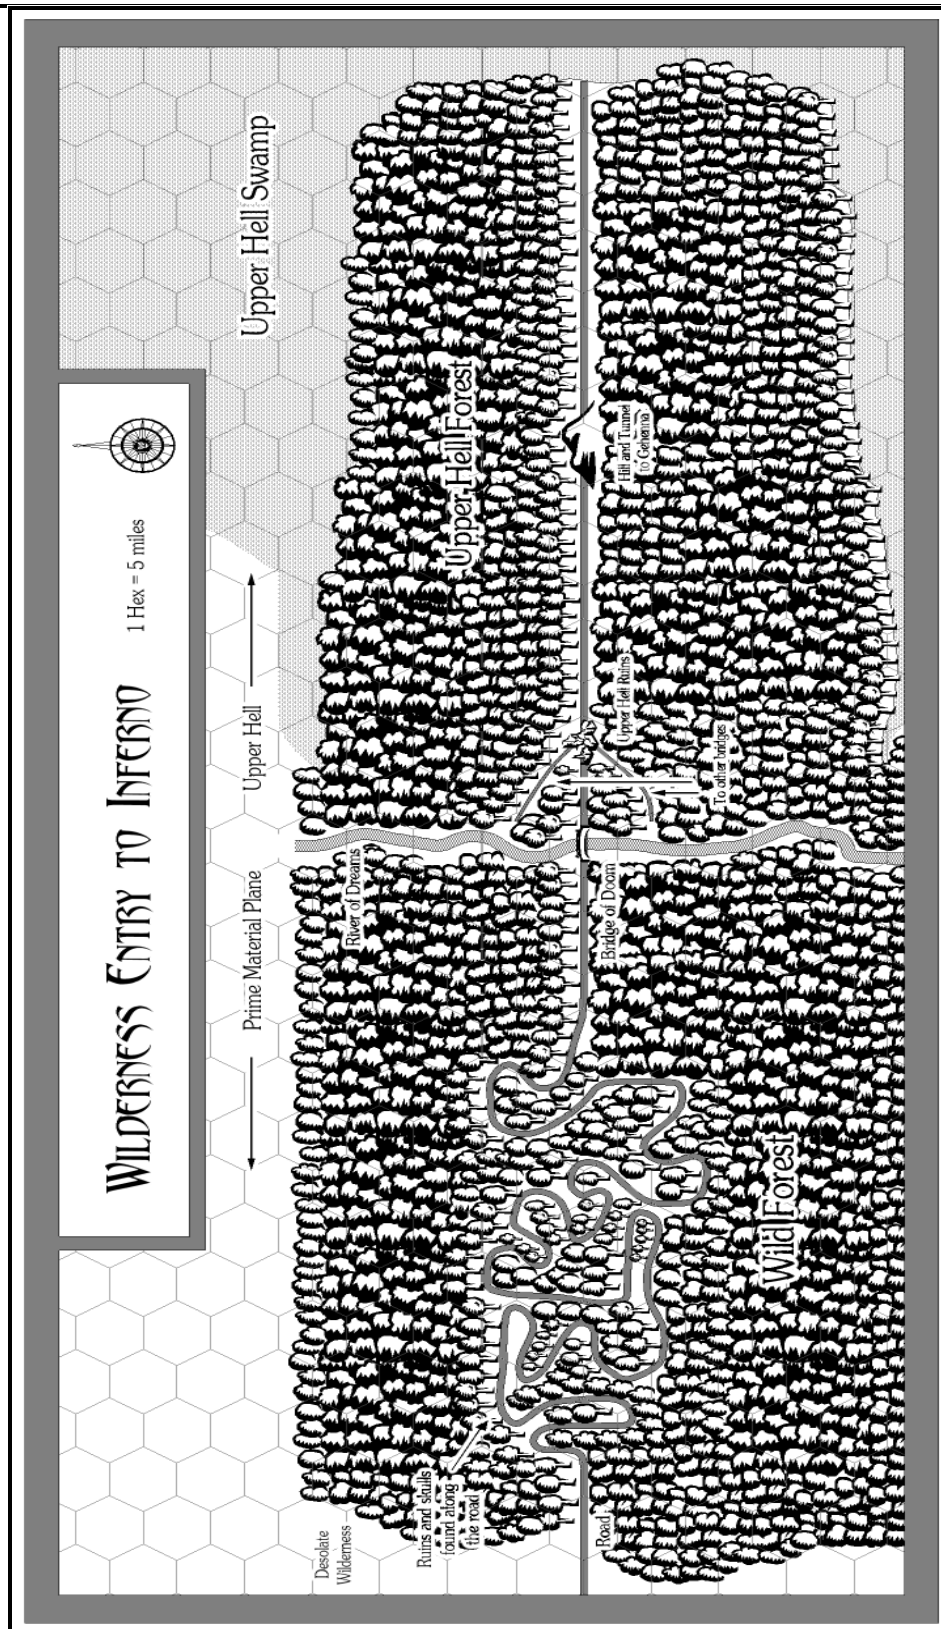 WILDERNESS ENTRY TO INFERNO
1 Hex = 5 miles
Prime Material Plane
Upper Hell
Upper Hell Swamp
Desolate
Wilderness
River of Dreams
Upper Hell Forest
Ruins and skulls
found along
the road
Road
Bridge of Doom
Upper Hell Ruins
Hill and Tunnel
to Gehenna
To other bridges
Wild Forest